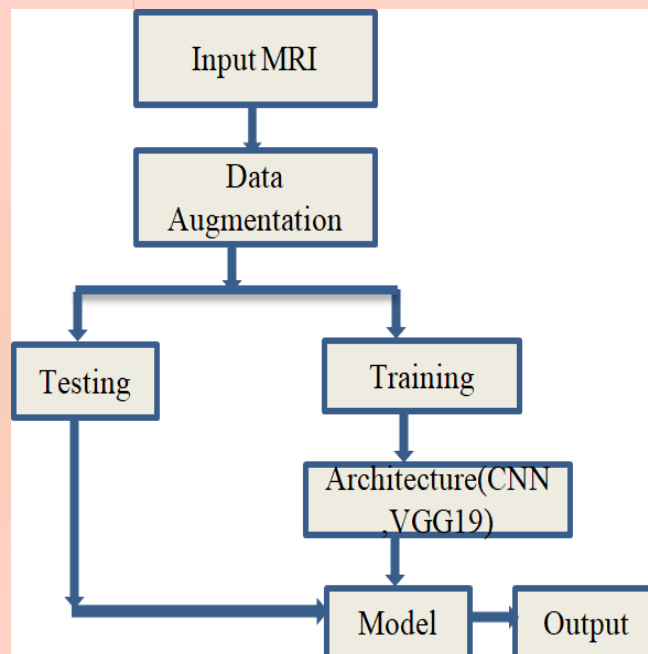 Input MRI
Data
Augmentation
Testing
Training
Architecture(CNN
,VGG19)
Model
Output